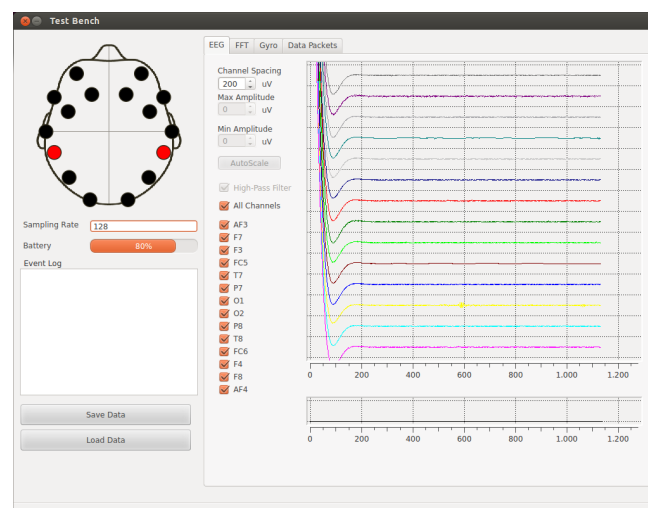 Test Bench
EEG FFT Gyro Data Packets
Channel Spacing
200 uV
Max Amplitude
0 uV
Min Amplitude
0 uV
AutoScale
High-Pass Filter
All Channels
AF3
F7
F3
FC5
T7
P7
O1
O2
P8
T8
FC6
F4
F8
AF4
Sampling Rate 128
Battery 80%
Event Log
Save Data
Load Data
0 200 400 600 800 1.000 1.200
0 200 400 600 800 1.000 1.200